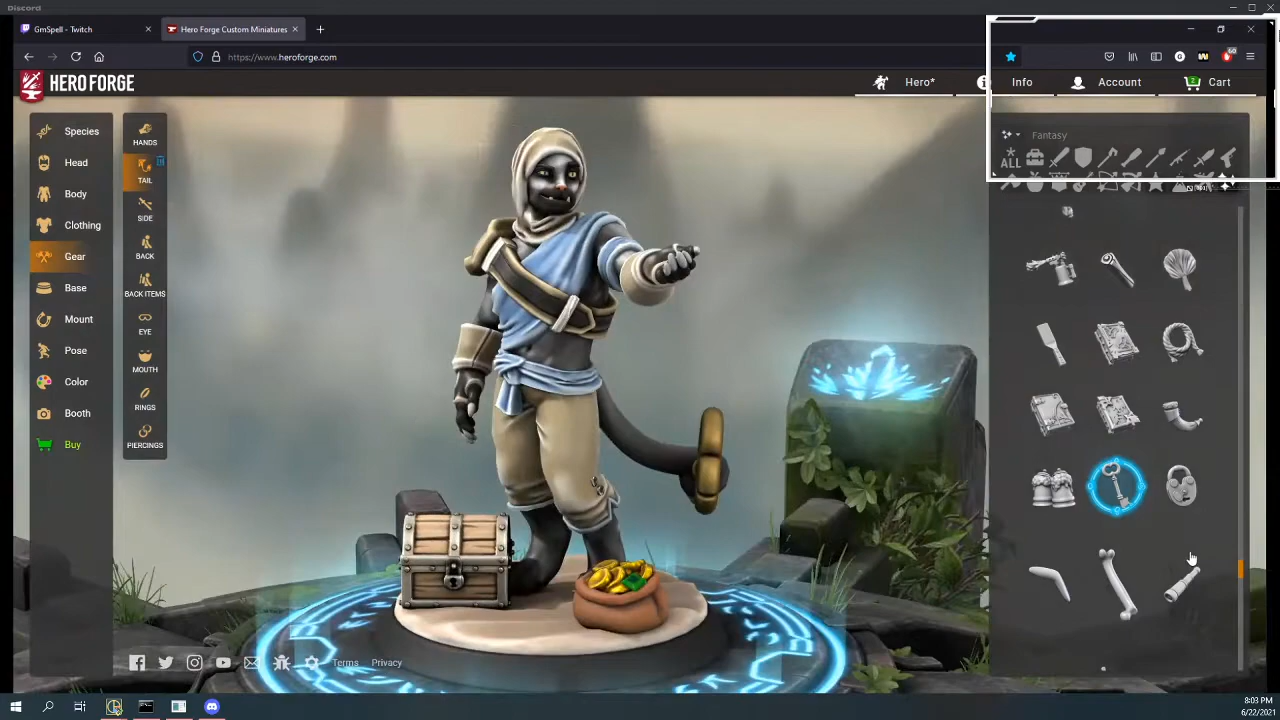 Discord
GmSpell - Twitch
Hero Forge Custom Miniatures
https://www.heroforge.com
60
HERO FORGE
Hero*
Info
Account
2
Cart
Species
Head
Body
Clothing
Gear
Base
Mount
Pose
Color
Booth
Buy
HANDS
TAIL
SIDE
BACK
BACK ITEMS
EYE
MOUTH
RINGS
PIERCINGS
Fantasy
ALL
Terms
Privacy
8:03 PM
6/22/2021